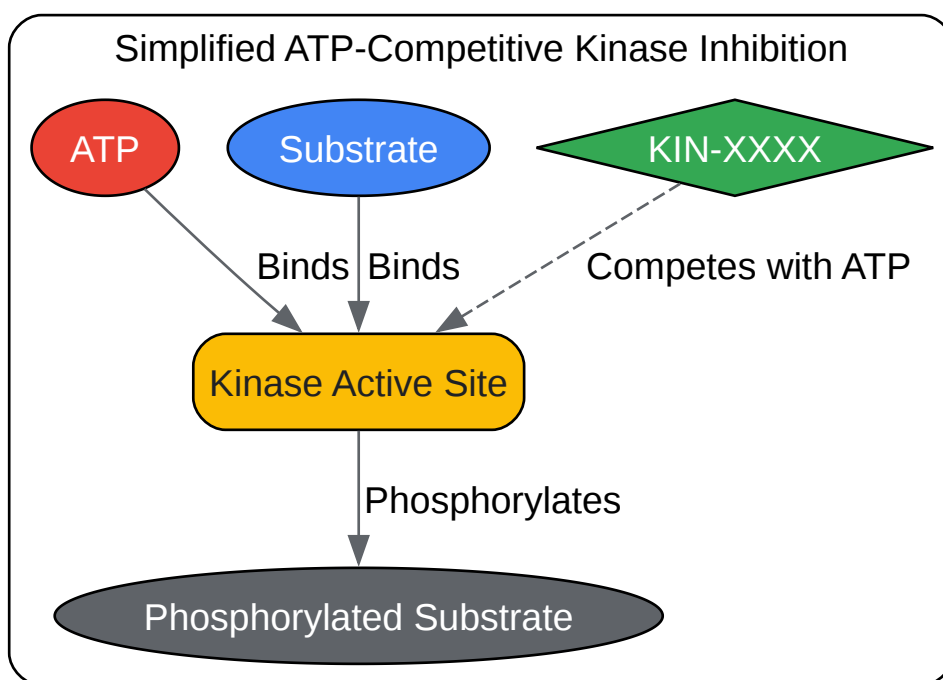 Simplified ATP-Competitive Kinase Inhibition
ATP
Substrate
KIN-XXXX
Binds
Binds
Competes with ATP
Kinase Active Site
Phosphorylates
Phosphorylated Substrate